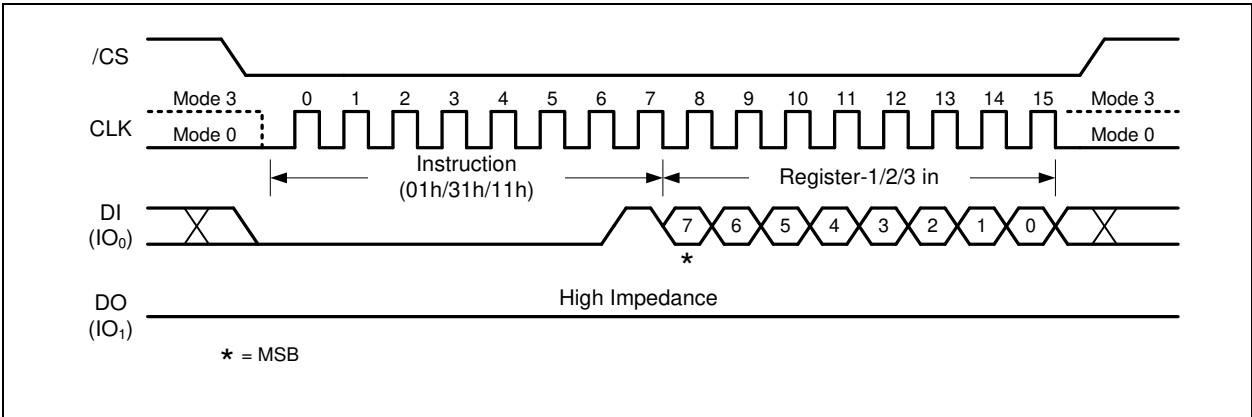 /CS
Mode 3 0 1 2 3 4 5 6 7 8 9 10 11 12 13 14 15 Mode 3
CLK
Mode 0 Mode 0
Instruction
(01h/31h/11h)
Register-1/2/3 in
DI
(IO₀)
7 6 5 4 3 2 1 0
*
High Impedance
DO
(IO₁)
* = MSB